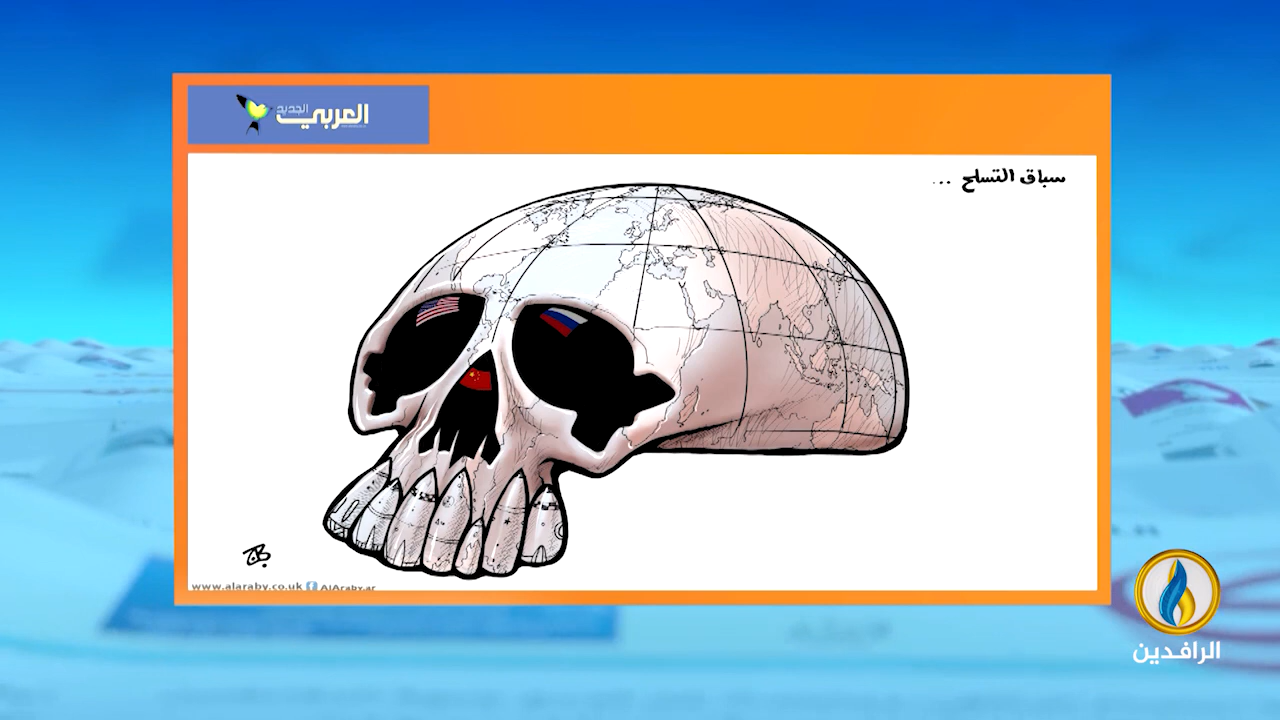 العربي الجديد
سباق التسلح ...
www.alaraby.co.uk AlAraby.ar
الرافدين